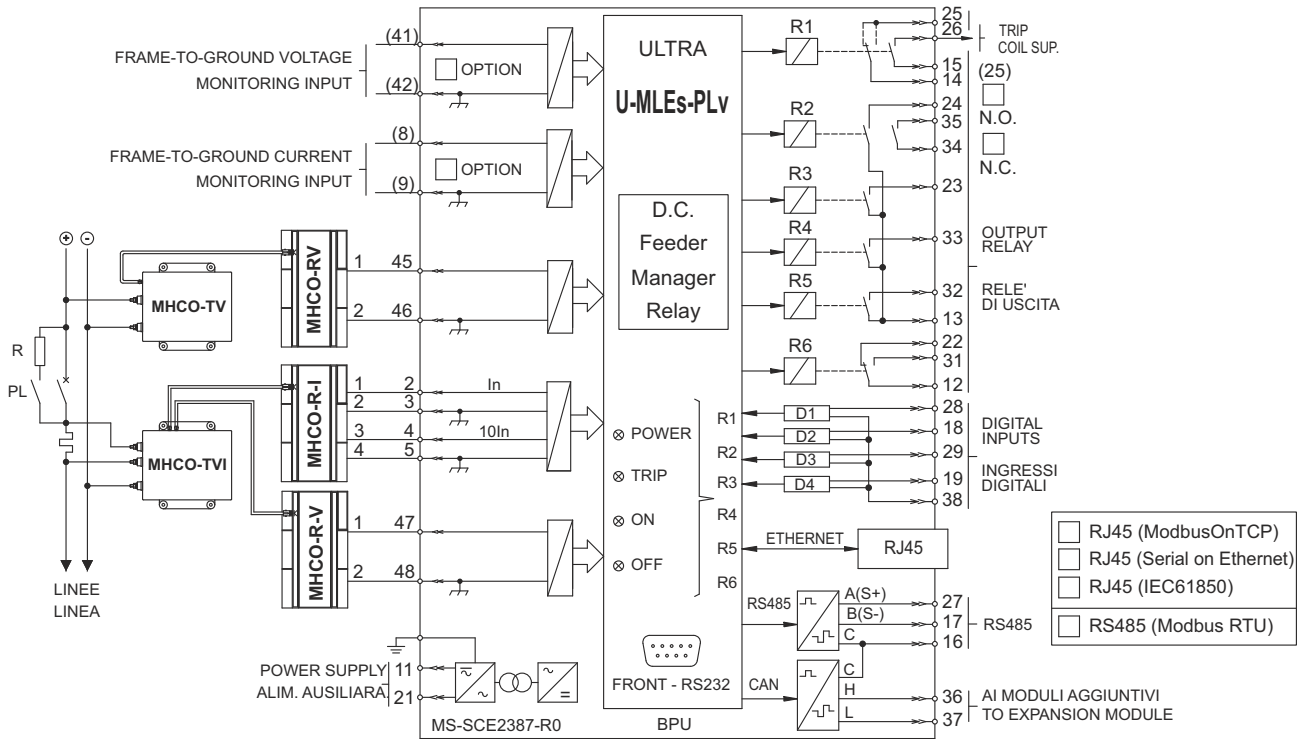 FRAME-TO-GROUND VOLTAGE
MONITORING INPUT
(41)
(42)
OPTION
FRAME-TO-GROUND CURRENT
MONITORING INPUT
(8)
(9)
OPTION
+ -
MHCO-TV
MHCO-RV
1 45
2 46
R
PL
MHCO-TVI
MHCO-R-I
1 2 In
2 3
3 4 10In
4 5
MHCO-R-V
1 47
2 48
LINEE
LINEA
POWER SUPPLY
ALIM. AUSILIARA.
11
21
MS-SCE2387-R0
ULTRA
U-MLEs-PLv
D.C.
Feeder
Manager
Relay
POWER
TRIP
ON
OFF
R1
R2
R3
R4
R5
R6
FRONT - RS232
BPU
R1
R2
R3
R4
R5
R6
25
26
15
14
24
35
34
23
33
32
13
22
31
12
TRIP
COIL SUP.
(25)
N.O.
N.C.
OUTPUT
RELAY
RELE'
DI USCITA
D1
D2
D3
D4
28
18
29
19
38
DIGITAL
INPUTS
INGRESSI
DIGITALI
ETHERNET
RJ45
RS485
A(S+)
B(S-)
C
27
17
16
RS485
CAN
C
H
L
36
37
AI MODULI AGGIUNTIVI
TO EXPANSION MODULE
RJ45 (ModbusOnTCP)
RJ45 (Serial on Ethernet)
RJ45 (IEC61850)
RS485 (Modbus RTU)